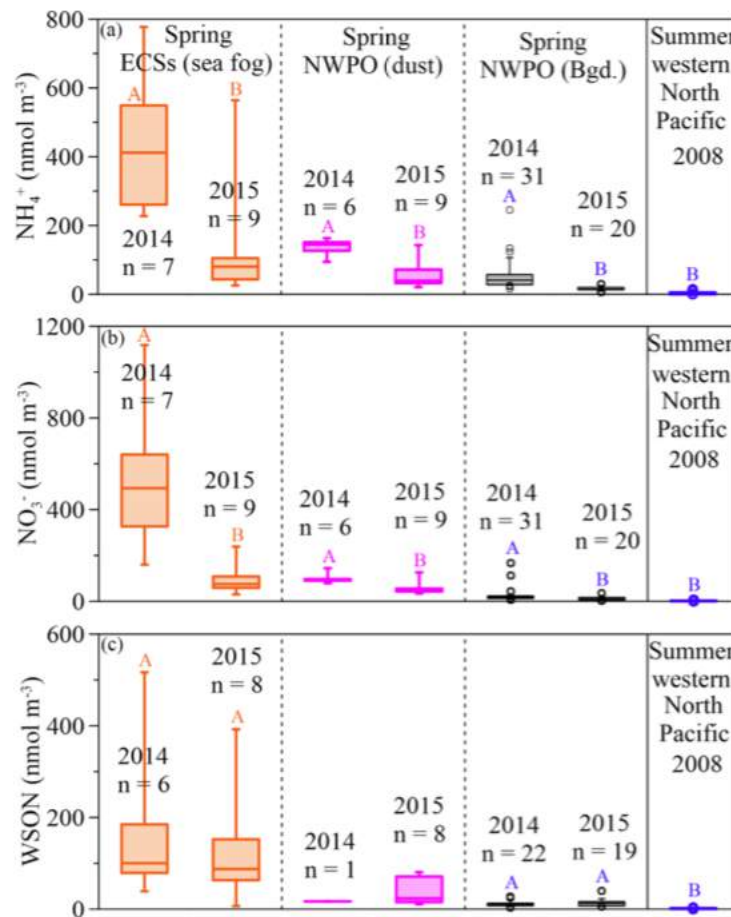 (a)
NH₄⁺ (nmol m⁻³)
800
600
400
200
0
Spring
ECSs (sea fog)
A
B
2014
n = 7
2015
n = 9
Spring
NWPO (dust)
2014
n = 6
A
2015
n = 9
B
Spring
NWPO (Bgd.)
2014
n = 31
A
2015
n = 20
B
Summer
western
North
Pacific
2008
B
(b)
NO₃⁻ (nmol m⁻³)
1200
800
400
0
A
2014
n = 7
2015
n = 9
B
2014
n = 6
A
2015
n = 9
B
2014
n = 31
A
2015
n = 20
B
Summer
western
North
Pacific
2008
B
(c)
WSON (nmol m⁻³)
600
400
200
0
A
2014
n = 6
2015
n = 8
A
2014
n = 1
2015
n = 8
2014
n = 22
A
2015
n = 19
A
Summer
western
North
Pacific
2008
B